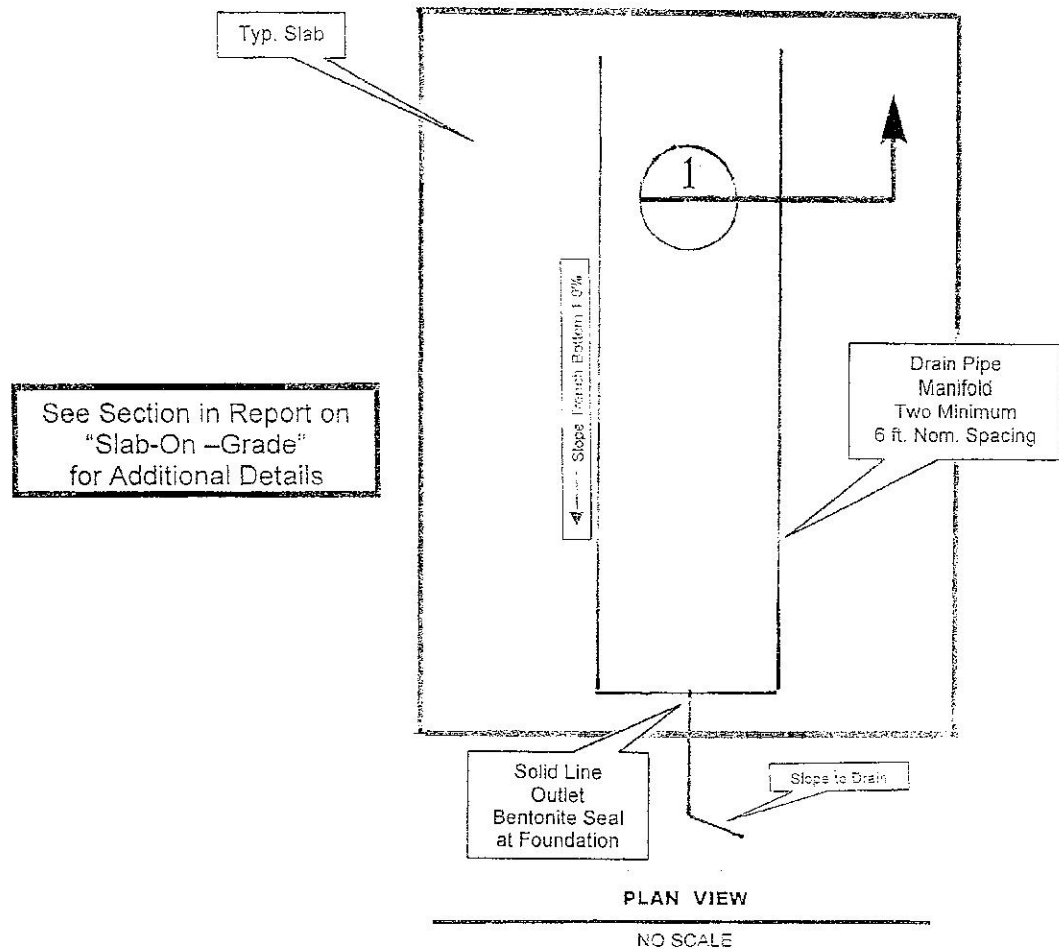 Typ. Slab
1
Slope Trench Bottom 1.0%
Drain Pipe
Manifold
Two Minimum
6 ft. Nom. Spacing
See Section in Report on
"Slab-On –Grade"
for Additional Details
Solid Line
Outlet
Bentonite Seal
at Foundation
Slope to Drain
PLAN VIEW
NO SCALE